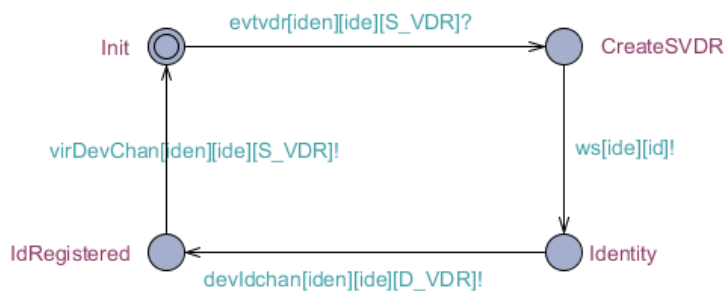 evtvdr[iden][ide][S_VDR]?
Init
CreateSVDR
virDevChan[iden][ide][S_VDR]!
ws[ide][id]!
IdRegistered
Identity
devIdchan[iden][ide][D_VDR]!